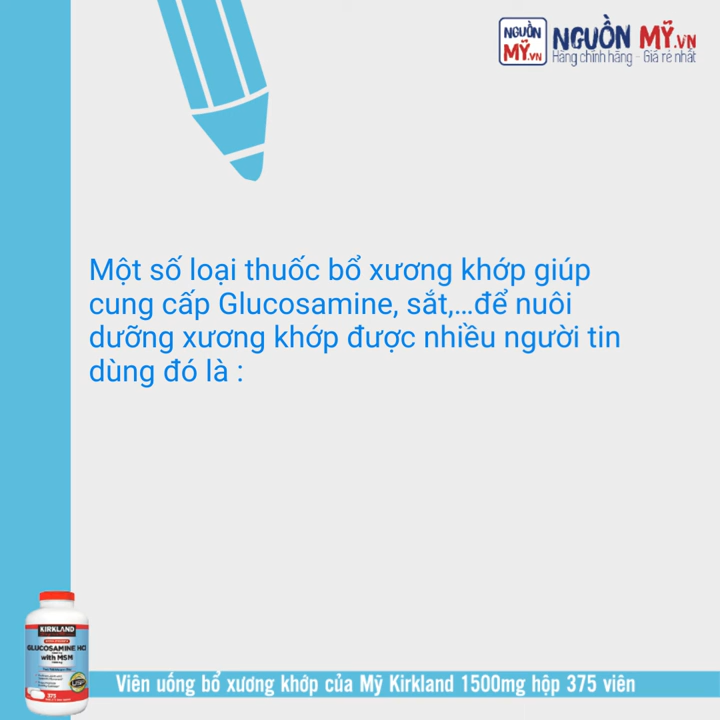 NGUỒN
MỸ.VN
NGUỒN MỸ.VN
Hàng chính hãng - Giá rẻ nhất
Một số loại thuốc bổ xương khớp giúp
cung cấp Glucosamine, sắt,...để nuôi
dưỡng xương khớp được nhiều người tin
dùng đó là :
KIRKLAND
GLUCOSAMINE HCl
with MSM
375
Viên uống bổ xương khớp của Mỹ Kirkland 1500mg hộp 375 viên